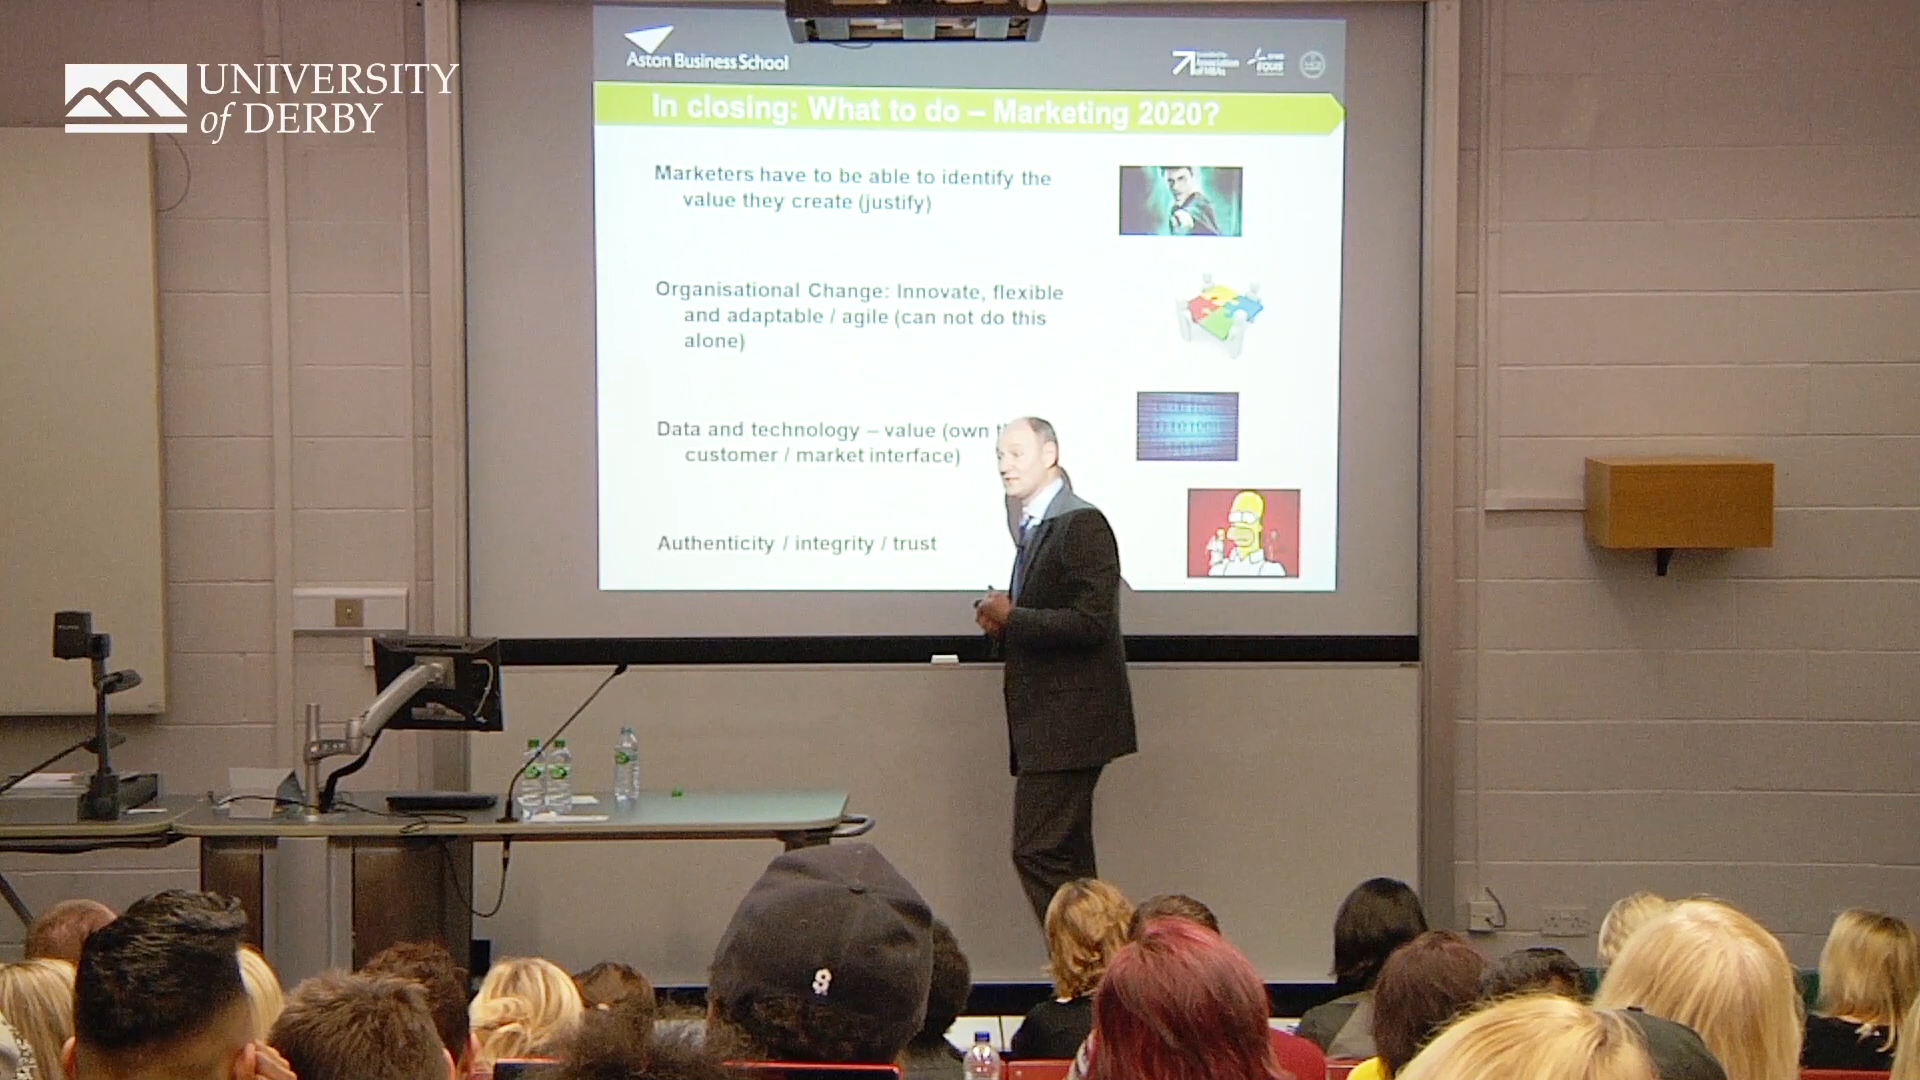 UNIVERSITY
of DERBY
Aston Business School
EQUIS
In closing: What to do – Marketing 2020?
Marketers have to be able to identify the
value they create (justify)
Organisational Change: Innovate, flexible
and adaptable / agile (can not do this
alone)
Data and technology – value (own
customer / market interface)
Authenticity / integrity / trust